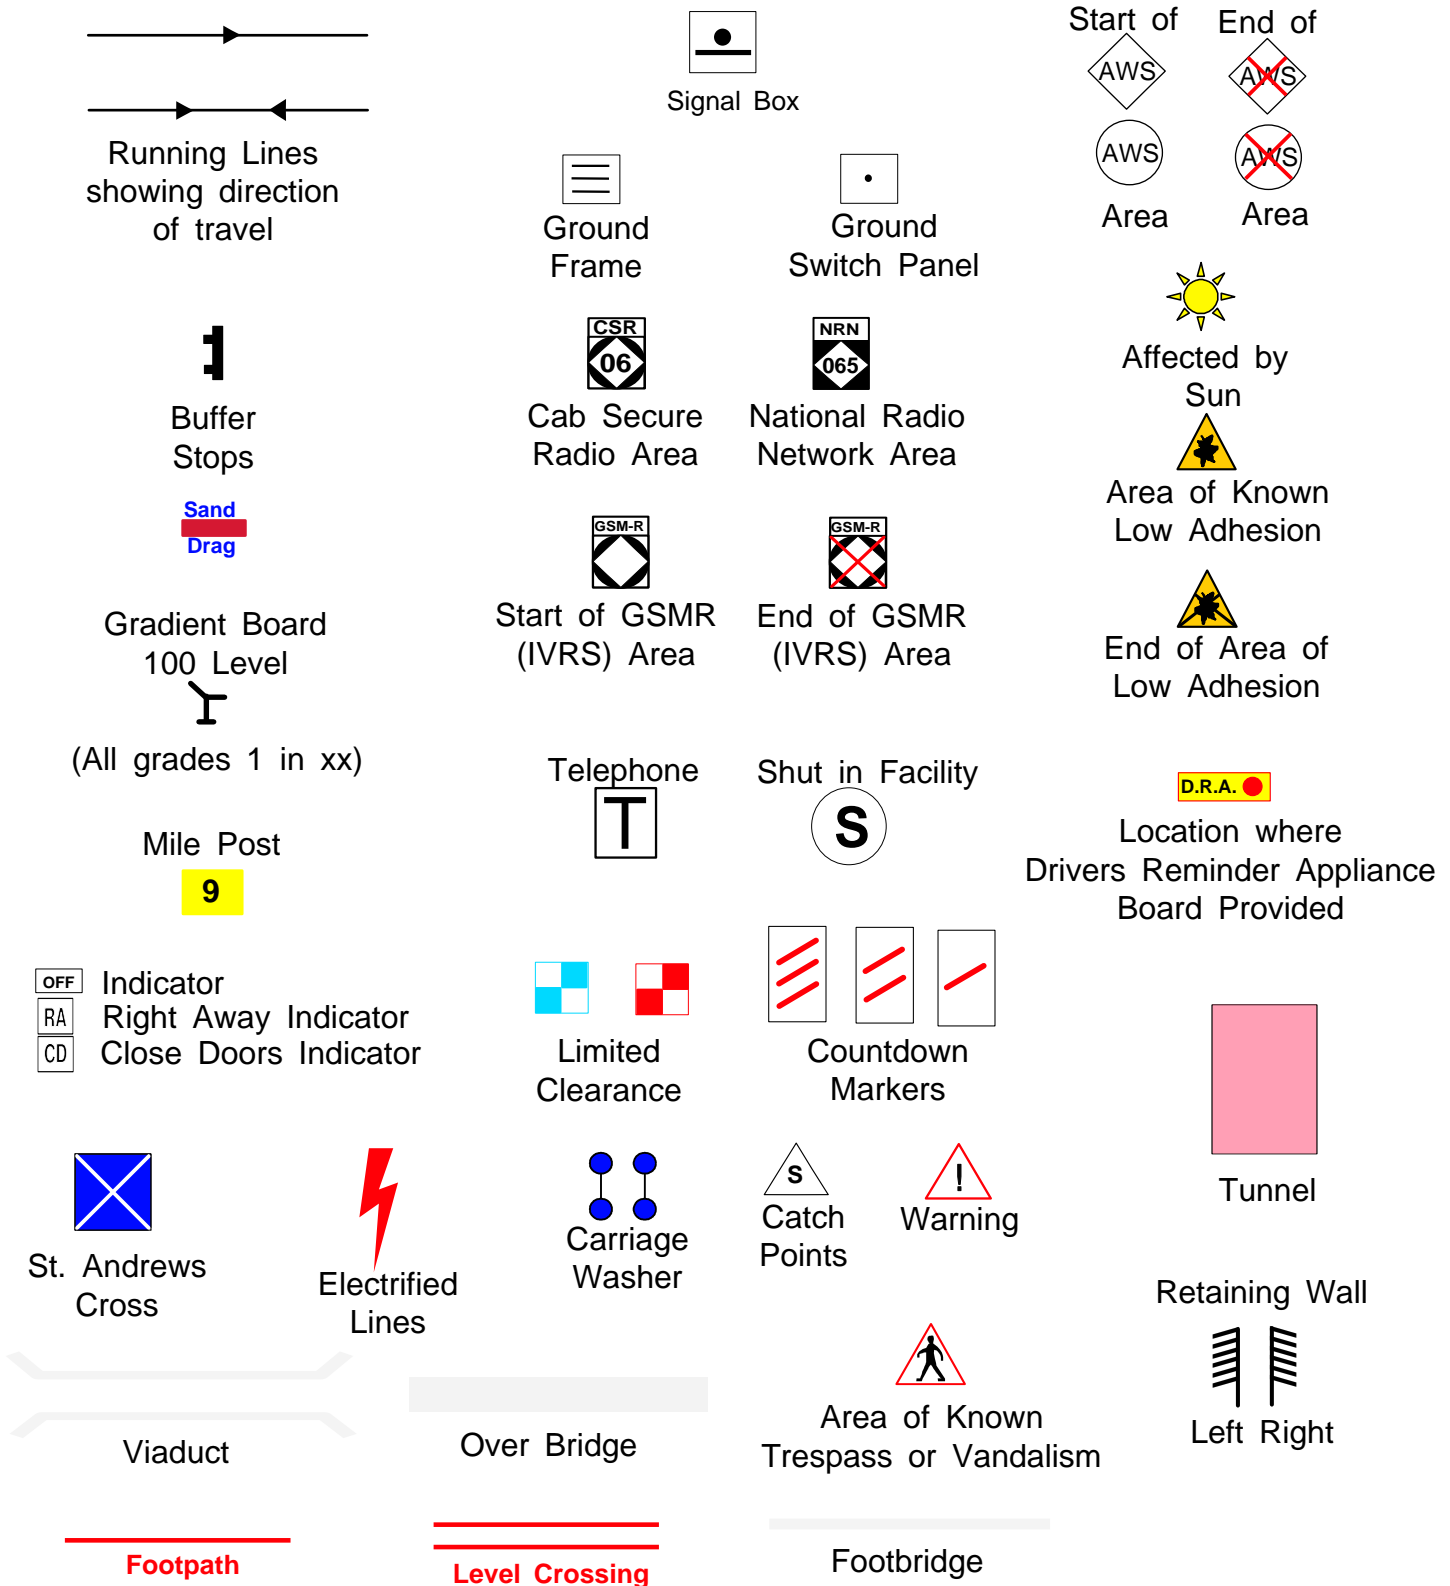 Running Lines
showing direction
of travel
Signal Box
Start of
End of
AWS
AWS
AWS
AWS
Area
Area
Ground
Frame
Ground
Switch Panel
Affected by
Sun
Buffer
Stops
CSR
06
Cab Secure
Radio Area
NRN
065
National Radio
Network Area
Area of Known
Low Adhesion
Sand
Drag
GSM-R
Start of GSMR
(IVRS) Area
GSM-R
End of GSMR
(IVRS) Area
End of Area of
Low Adhesion
Gradient Board
100 Level
(All grades 1 in xx)
Telephone
T
Shut in Facility
S
D.R.A.
Location where
Drivers Reminder Appliance
Board Provided
Mile Post
9
OFF Indicator
RA Right Away Indicator
CD Close Doors Indicator
Limited
Clearance
Countdown
Markers
Tunnel
St. Andrews
Cross
Electrified
Lines
Carriage
Washer
S
Catch
Points
!
Warning
Retaining Wall
Left Right
Viaduct
Over Bridge
Area of Known
Trespass or Vandalism
Footpath
Level Crossing
Footbridge